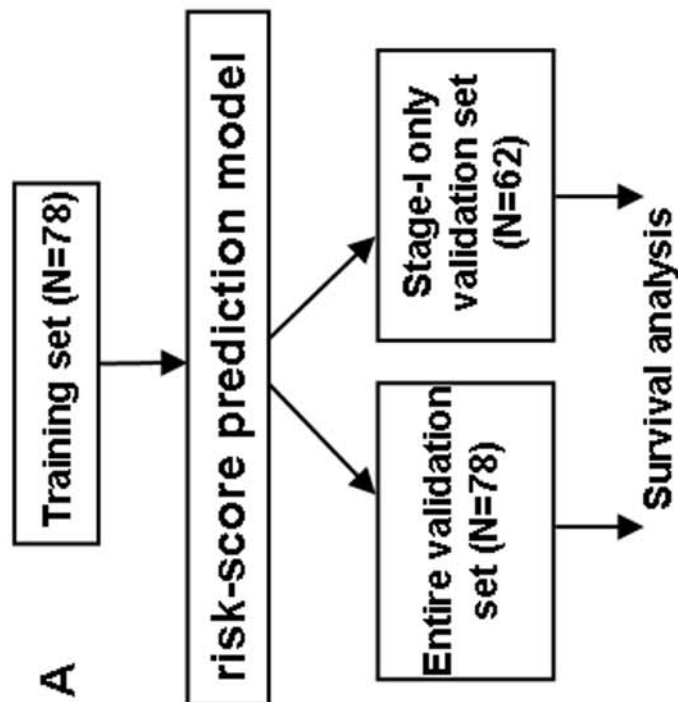 A
Training set (N=78)
risk-score prediction model
Entire validation
set (N=78)
Stage-I only
validation set
(N=62)
Survival analysis